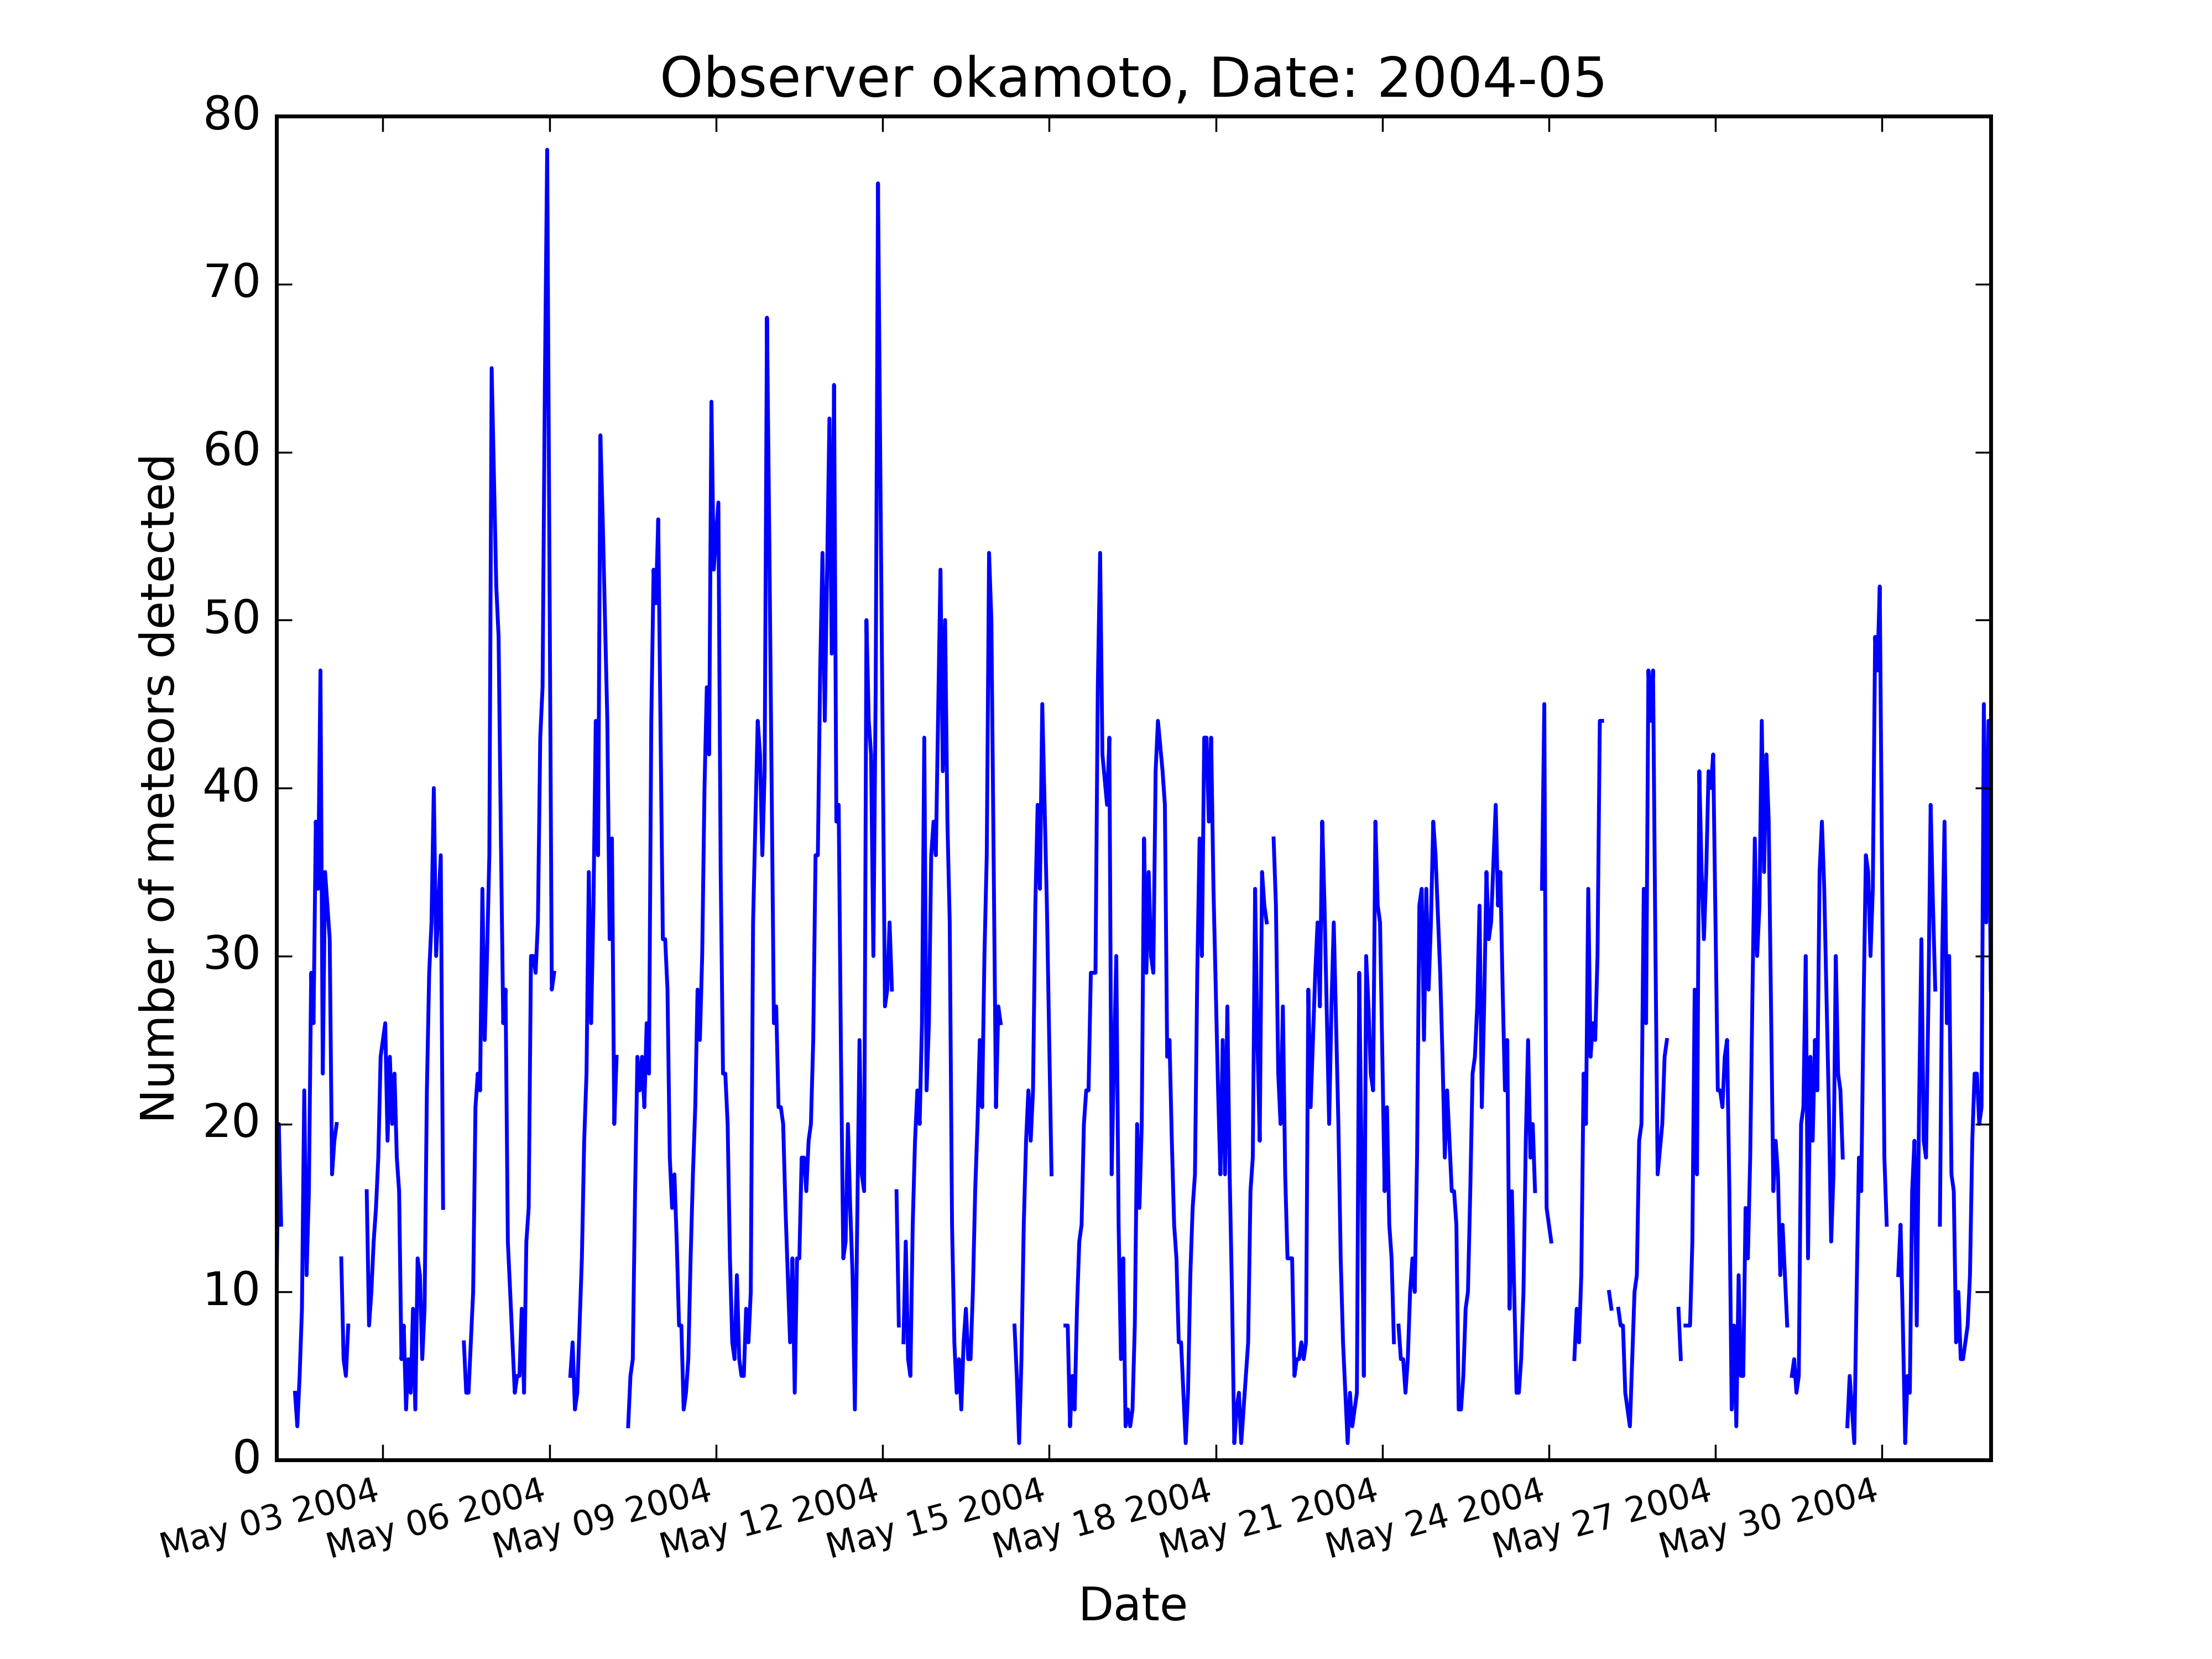 Observer okamoto, Date: 2004-05
80
70
60
50
40
30
20
10
0
Number of meteors detected
May 03 2004
May 06 2004
May 09 2004
May 12 2004
May 15 2004
May 18 2004
May 21 2004
May 24 2004
May 27 2004
May 30 2004
Date